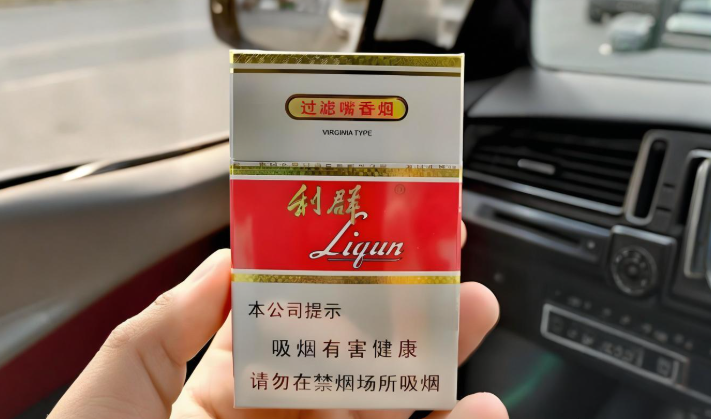 过滤嘴香烟
VIRGINIA TYPE
利群
Liqun
本公司提示
吸烟有害健康
请勿在禁烟场所吸烟